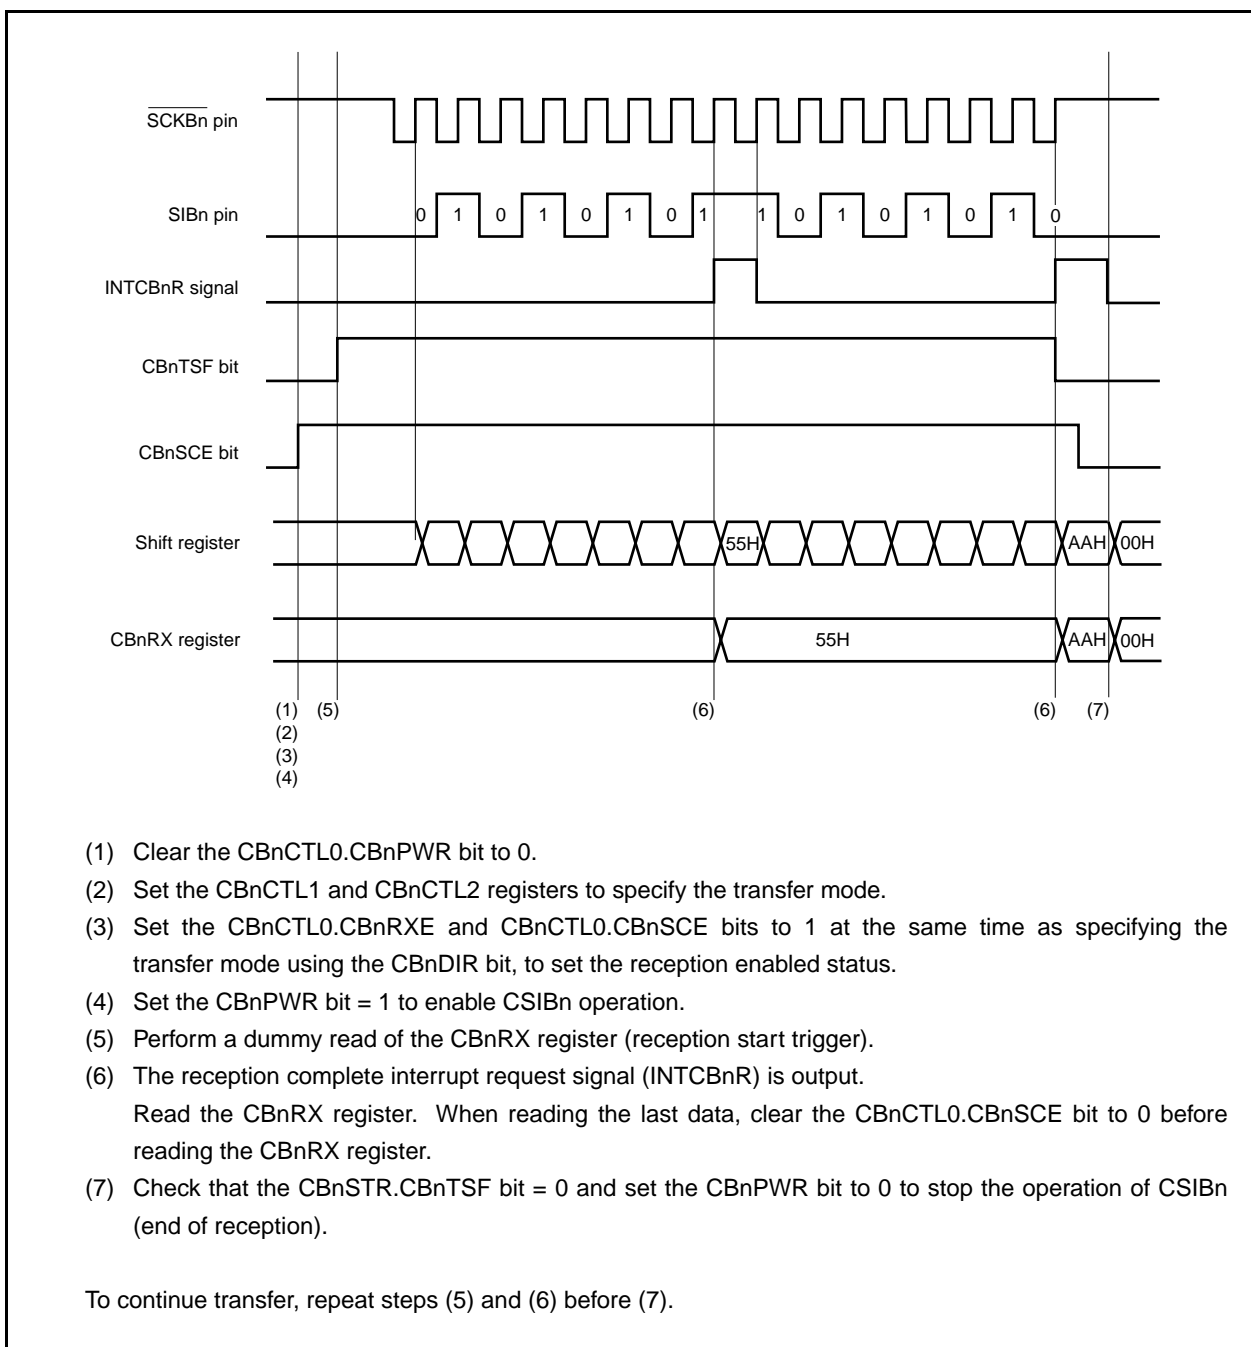 SCKBn pin
SIBn pin
0 1 0 1 0 1 0 1 1 0 1 0 1 0 1 0
INTCBnR signal
CBnTSF bit
CBnSCE bit
Shift register
55H AAH 00H
CBnRX register
55H AAH 00H
(1) (5) (6) (6) (7)
(2)
(3)
(4)
(1) Clear the CBnCTL0.CBnPWR bit to 0.
(2) Set the CBnCTL1 and CBnCTL2 registers to specify the transfer mode.
(3) Set the CBnCTL0.CBnRXE and CBnCTL0.CBnSCE bits to 1 at the same time as specifying the
transfer mode using the CBnDIR bit, to set the reception enabled status.
(4) Set the CBnPWR bit = 1 to enable CSIBn operation.
(5) Perform a dummy read of the CBnRX register (reception start trigger).
(6) The reception complete interrupt request signal (INTCBnR) is output.
Read the CBnRX register. When reading the last data, clear the CBnCTL0.CBnSCE bit to 0 before
reading the CBnRX register.
(7) Check that the CBnSTR.CBnTSF bit = 0 and set the CBnPWR bit to 0 to stop the operation of CSIBn
(end of reception).
To continue transfer, repeat steps (5) and (6) before (7).